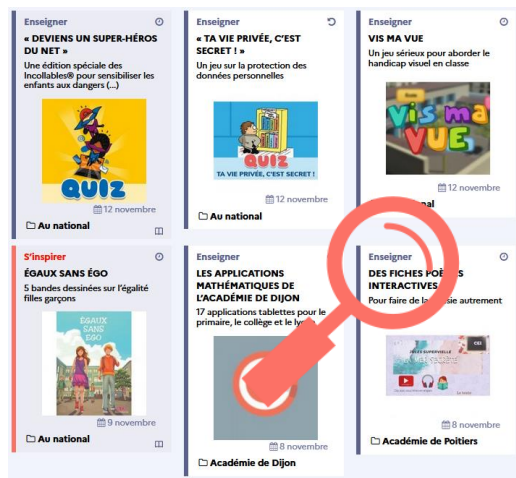 Enseigner
« DEVIENS UN SUPER-HÉROS
DU NET »
Une édition spéciale des
Incollables® pour sensibiliser les
enfants aux dangers (...)
QUIZ
12 novembre
Au national
Enseigner
« TA VIE PRIVÉE, C'EST
SECRET ! »
Un jeu sur la protection des
données personnelles
QUIZ
TA VIE PRIVÉE, C'EST SECRET !
12 novembre
Au national
Enseigner
VIS MA VUE
Un jeu sérieux pour aborder le
handicap visuel en classe
vis ma
VUE
12 novembre
S'inspirer
ÉGAUX SANS ÉGO
5 bandes dessinées sur l'égalité
filles garçons
ÉGAUX
SANS
ÉGO
9 novembre
Au national
Enseigner
LES APPLICATIONS
MATHÉMATIQUES DE
L'ACADÉMIE DE DIJON
17 applications tablettes pour le
primaire, le collège et le
8 novembre
Académie de Dijon
Enseigner
DES FICHES
INTERACTIVES
Pour faire de autrement
8 novembre
Académie de Poitiers